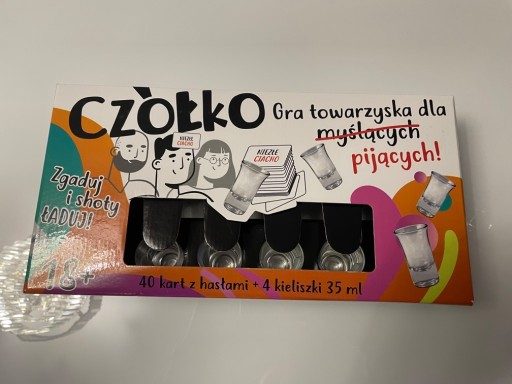 CZÒŁKO
Gra towarzyska dla
myślących
pijących!
NIEZŁE
CIACHO
NIEZŁE
CIACHO
Zgaduj
i shoty
ŁADUJ!
18+
40 kart z hasłami + 4 kieliszki 35 ml